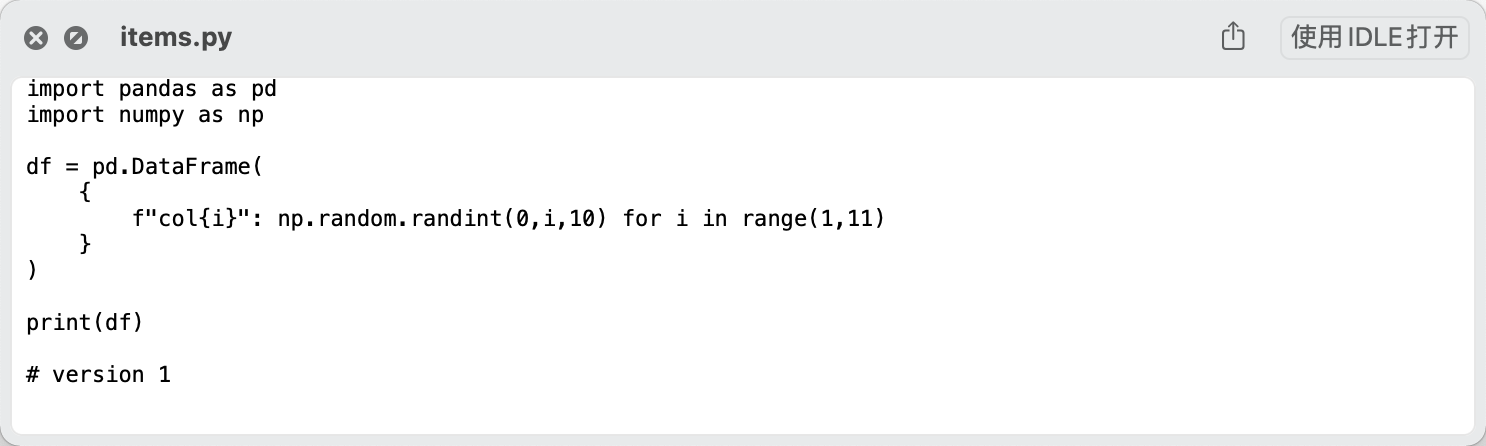 items.py
使用 IDLE 打开
import pandas as pd
import numpy as np

df = pd.DataFrame(
    {
        f"col{i}": np.random.randint(0,i,10) for i in range(1,11)
    }
)

print(df)

# version 1